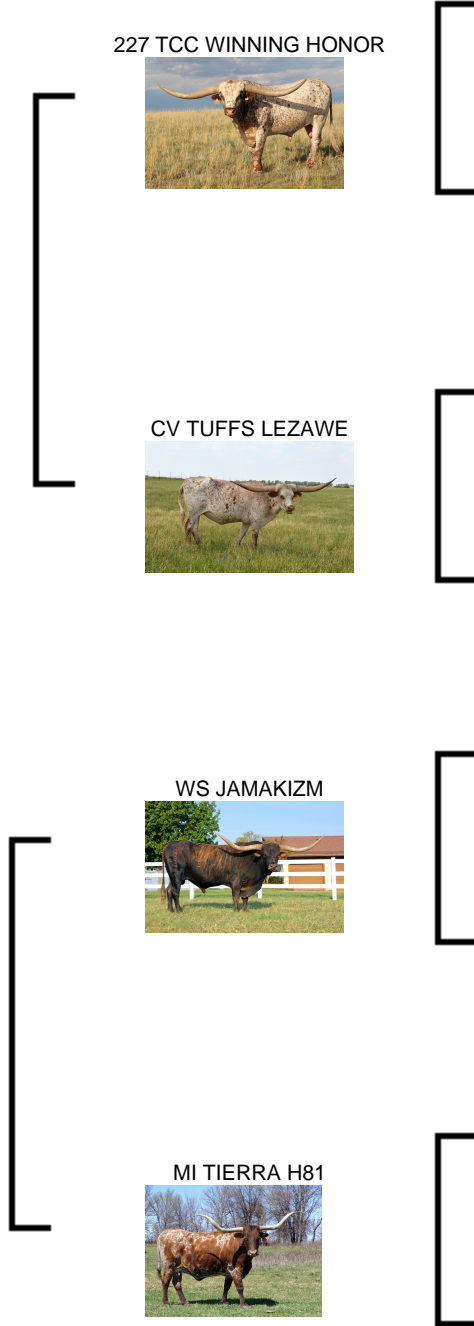 227 TCC WINNING HONOR
CV TUFFS LEZAWE
WS JAMAKIZM
MI TIERRA H81